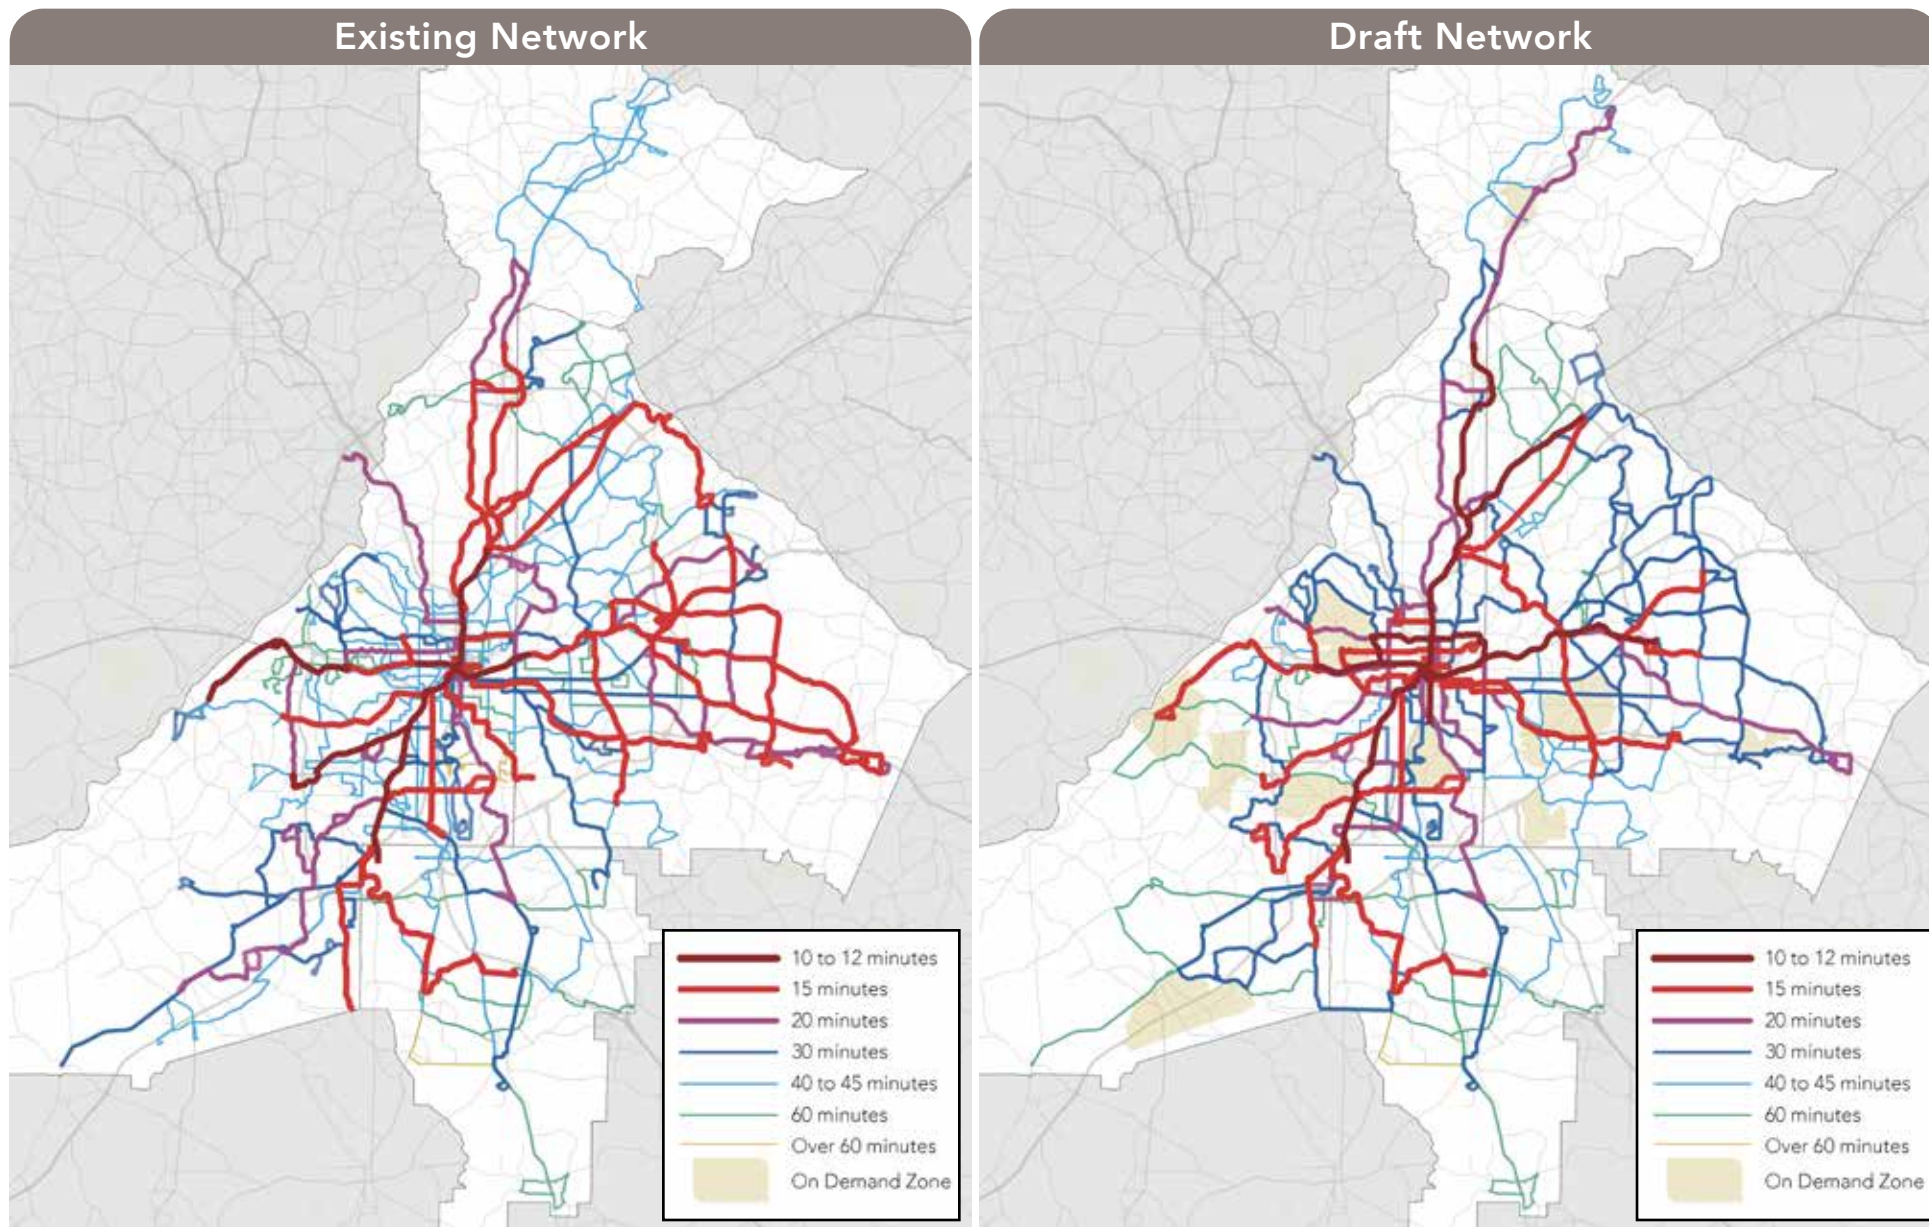 Existing Network
10 to 12 minutes
15 minutes
20 minutes
30 minutes
40 to 45 minutes
60 minutes
Over 60 minutes
On Demand Zone
Draft Network
10 to 12 minutes
15 minutes
20 minutes
30 minutes
40 to 45 minutes
60 minutes
Over 60 minutes
On Demand Zone